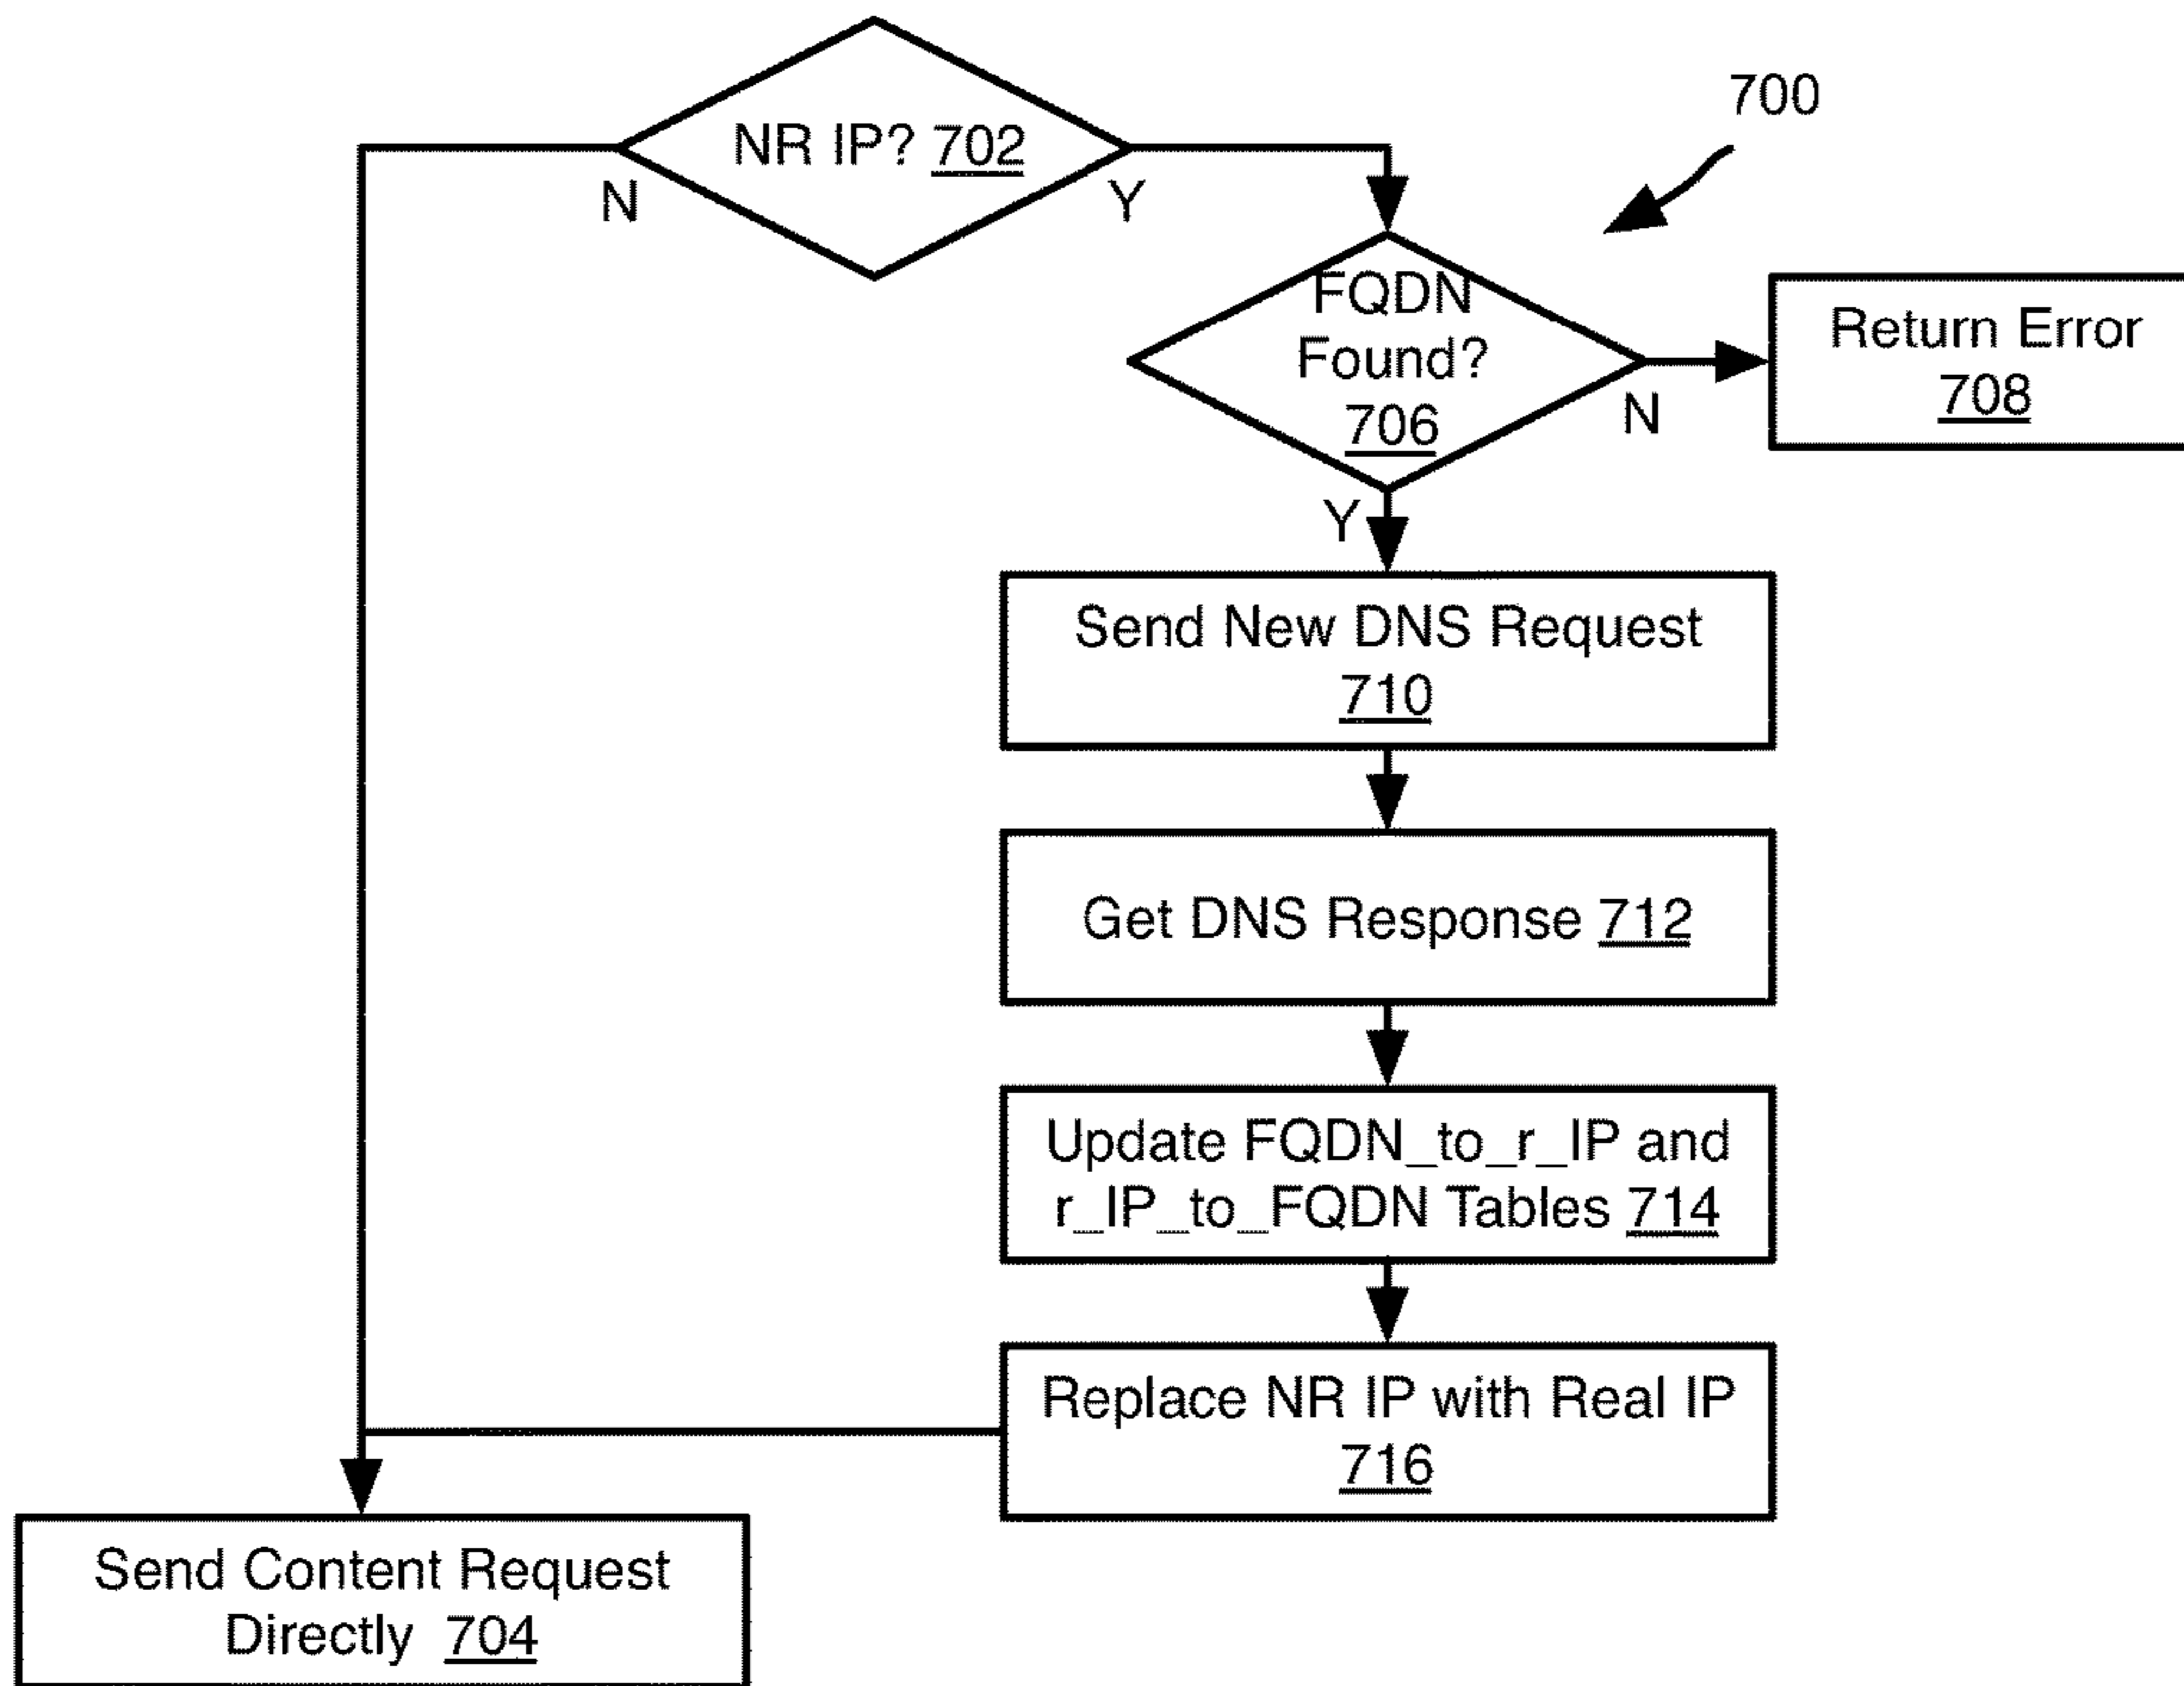 700
NR IP? 702
N
Y
FQDN
Found?
706
N
Y
Return Error
708
Send New DNS Request
710
Get DNS Response 712
Update FQDN_to_r_IP and
r_IP_to_FQDN Tables 714
Replace NR IP with Real IP
716
Send Content Request
Directly 704